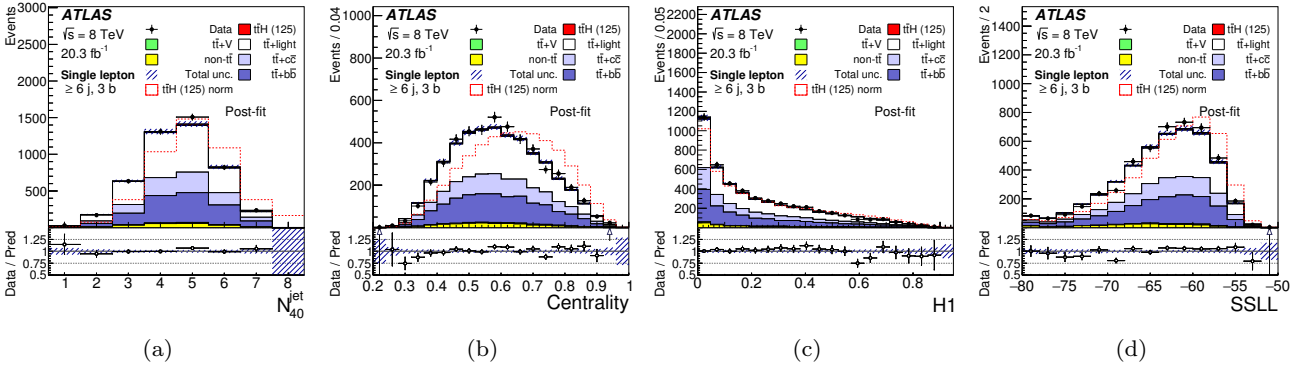 Events
3000
2500
2000
1500
1000
500
ATLAS
√s = 8 TeV
20.3 fb⁻¹
Single lepton
≥ 6 j, 3 b
Data
tt̄H (125)
tt̄+V
tt̄+light
non-tt̄
tt̄+cc̄
Total unc.
tt̄+bb̄
tt̄H (125) norm
Post-fit
Data / Pred
1.25
1
0.75
0.5
1 2 3 4 5 6 7 8
N jet 40
(a)
Events / 0.04
1000
800
600
400
200
ATLAS
√s = 8 TeV
20.3 fb⁻¹
Single lepton
≥ 6 j, 3 b
Data
tt̄H (125)
tt̄+V
tt̄+light
non-tt̄
tt̄+cc̄
Total unc.
tt̄+bb̄
tt̄H (125) norm
Post-fit
Data / Pred
1.25
1
0.75
0.5
0.2 0.3 0.4 0.5 0.6 0.7 0.8 0.9 1
Centrality
(b)
Events / 0.05
2200
2000
1800
1600
1400
1200
1000
800
600
400
200
ATLAS
√s = 8 TeV
20.3 fb⁻¹
Single lepton
≥ 6 j, 3 b
Data
tt̄H (125)
tt̄+V
tt̄+light
non-tt̄
tt̄+cc̄
Total unc.
tt̄+bb̄
tt̄H (125) norm
Post-fit
Data / Pred
1.25
1
0.75
0.5
0 0.2 0.4 0.6 0.8
H1
(c)
Events / 2
1400
1200
1000
800
600
400
200
ATLAS
√s = 8 TeV
20.3 fb⁻¹
Single lepton
≥ 6 j, 3 b
Data
tt̄H (125)
tt̄+V
tt̄+light
non-tt̄
tt̄+cc̄
Total unc.
tt̄+bb̄
tt̄H (125) norm
Post-fit
Data / Pred
1.25
1
0.75
0.5
−80 −75 −70 −65 −60 −55 −50
SSLL
(d)